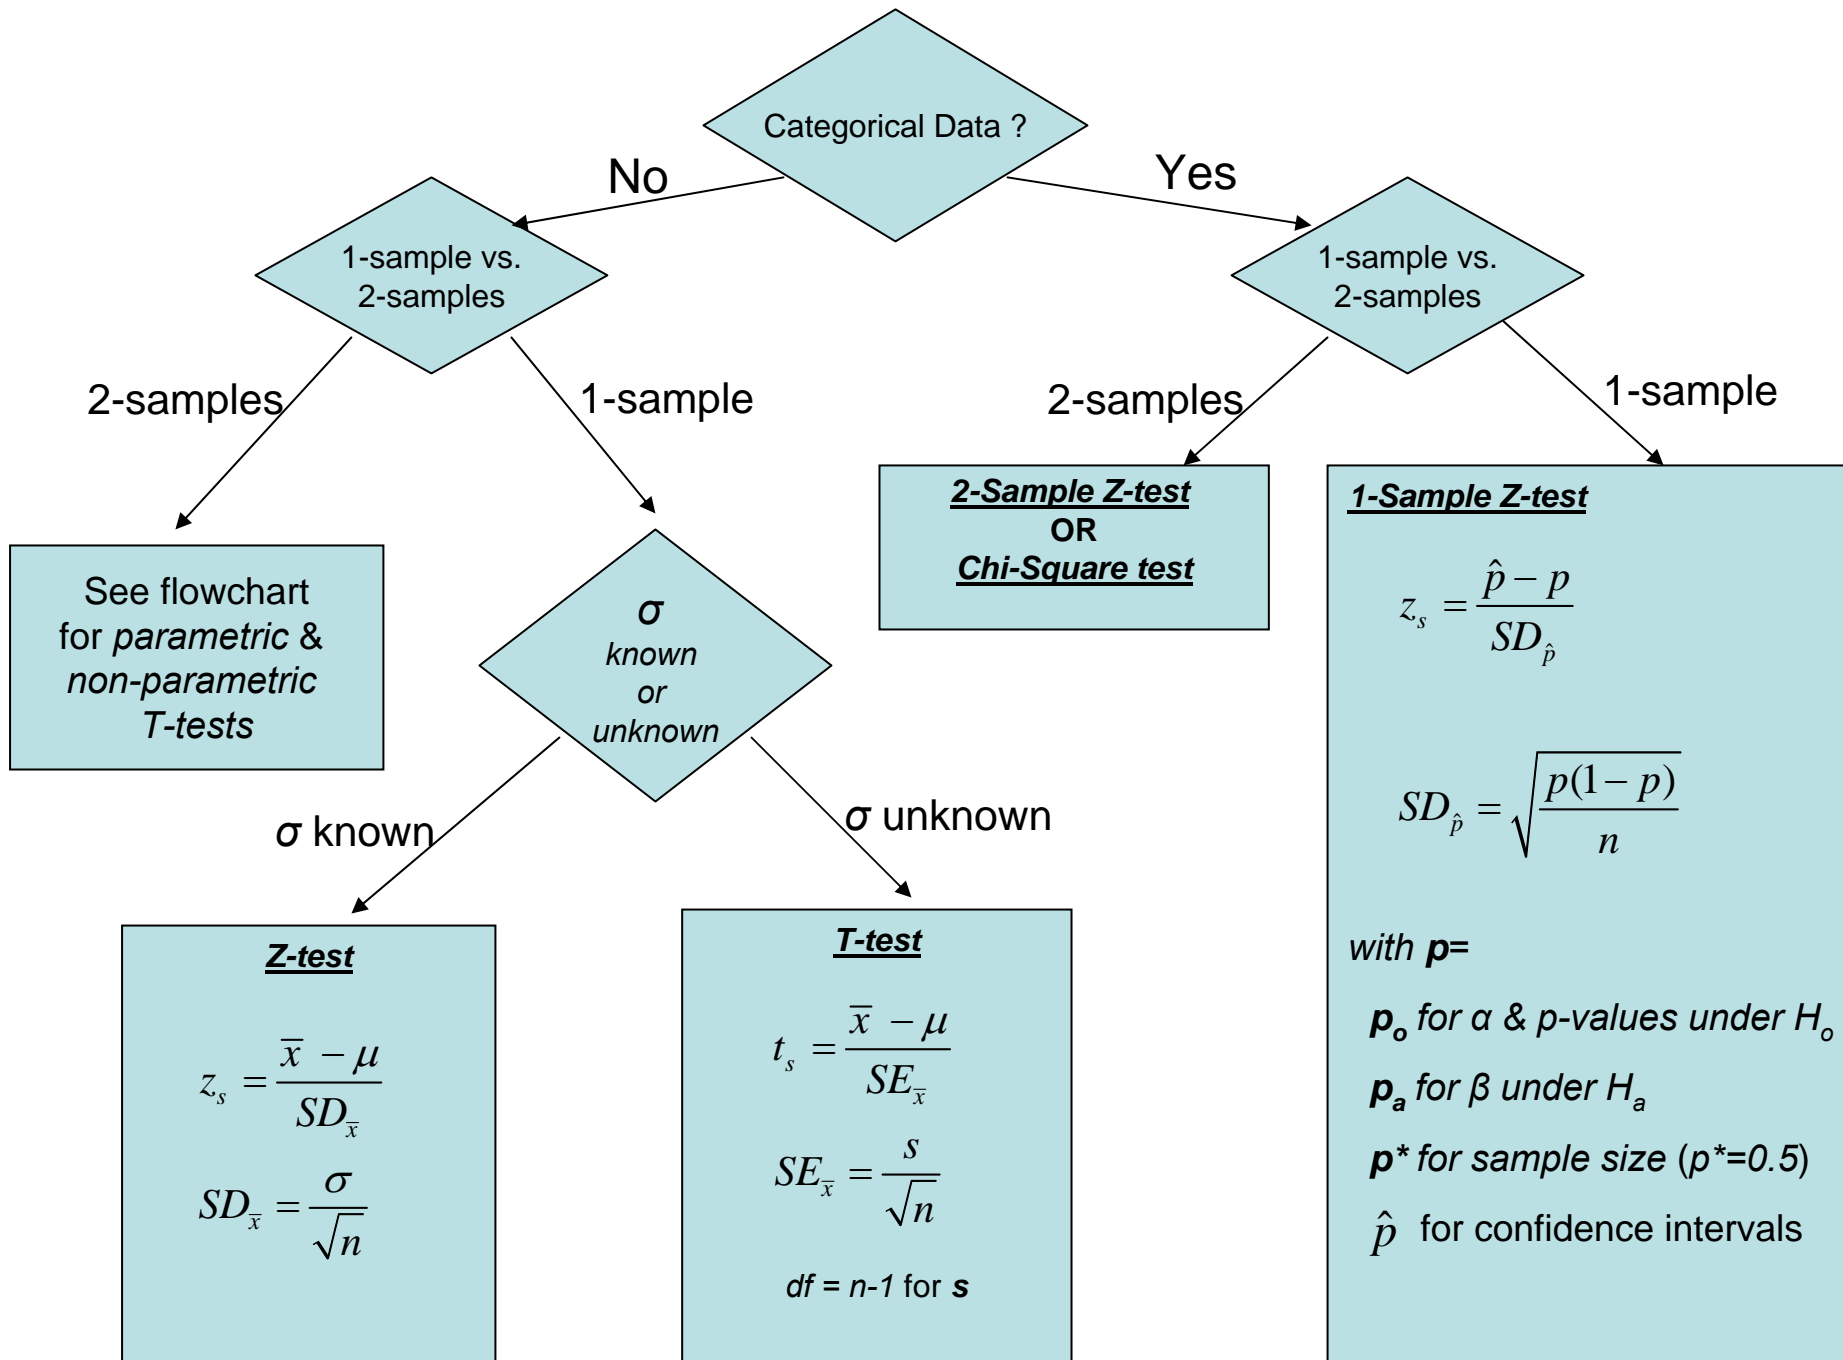 Categorical Data ?
No
Yes
1-sample vs.
2-samples
1-sample vs.
2-samples
2-samples
1-sample
2-samples
1-sample
See flowchart
for parametric &
non-parametric
T-tests
σ
known
or
unknown
2-Sample Z-test
OR
Chi-Square test
1-Sample Z-test
z_s = (p̂ − p) / SD_p̂
SD_p̂ = √(p(1 − p) / n)
with p=
p_o for α & p-values under H_o
p_a for β under H_a
p* for sample size (p*=0.5)
p̂ for confidence intervals
σ known
σ unknown
Z-test
z_s = (x̅ − μ) / SD_x̅
SD_x̅ = σ / √n
T-test
t_s = (x̅ − μ) / SE_x̅
SE_x̅ = s / √n
df = n-1 for s